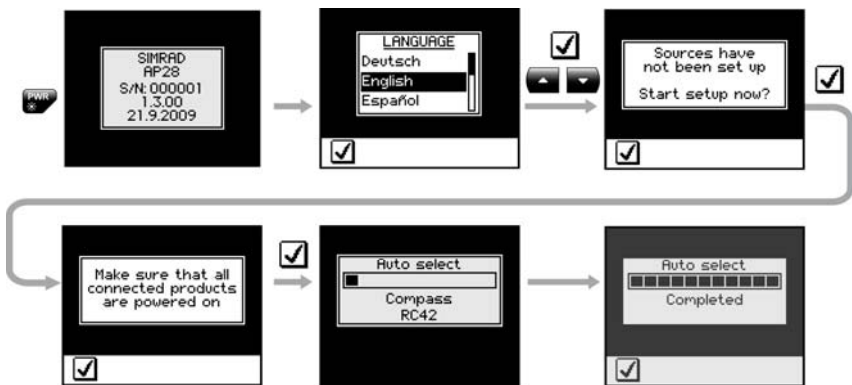 PWR
SIMRAD
AP28
S/N: 000001
1.3.00
21.9.2009
LANGUAGE
Deutsch
English
Español
Sources have
not been set up
Start setup now?
Make sure that all
connected products
are powered on
Auto select
Compass
RC42
Auto select
Completed